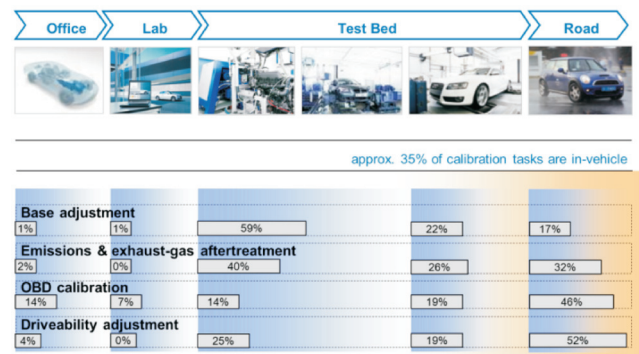 Office Lab Test Bed Road
approx. 35% of calibration tasks are in-vehicle
Base adjustment
1% 1% 59% 22% 17%
Emissions & exhaust-gas aftertreatment
2% 0% 40% 26% 32%
OBD calibration
14% 7% 14% 19% 46%
Driveability adjustment
4% 0% 25% 19% 52%